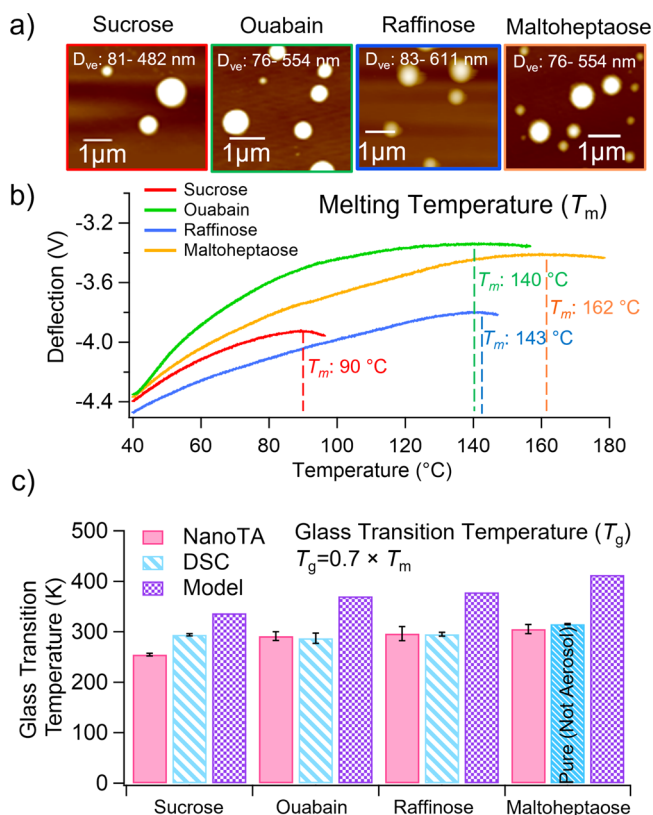 a)
Sucrose Ouabain Raffinose Maltoheptaose
Dve: 81- 482 nm
1μm
Dve: 76- 554 nm
1μm
Dve: 83- 611 nm
1μm
Dve: 76- 554 nm
1μm
b)
Sucrose
Ouabain
Raffinose
Maltoheptaose
Melting Temperature (Tm)
Deflection (V)
-3.2
-3.6
-4.0
-4.4
Tm: 140 °C
Tm: 162 °C
Tm: 143 °C
Tm: 90 °C
40 60 80 100 120 140 160 180
Temperature (°C)
c)
Glass Transition
Temperature (K)
500
400
300
200
100
0
NanoTA
DSC
Model
Glass Transition Temperature (Tg)
Tg=0.7 × Tm
Pure (Not Aerosol)
Sucrose Ouabain Raffinose Maltoheptaose